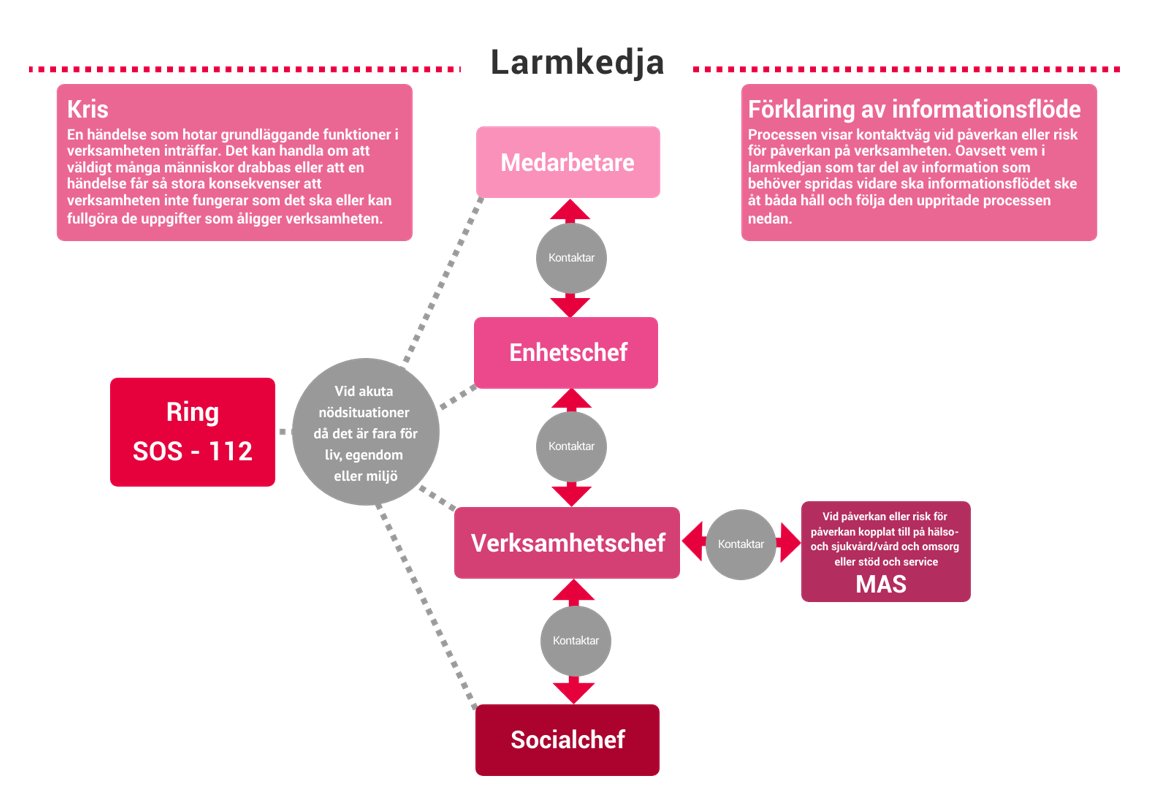 Larmkedja
Kris
En händelse som hotar grundläggande funktioner i
verksamheten inträffar. Det kan handla om att
väldigt många människor drabbas eller att en
händelse får så stora konsekvenser att
verksamheten inte fungerar som det ska eller kan
fullgöra de uppgifter som åligger verksamheten.
Förklaring av informationsflöde
Processen visar kontaktväg vid påverkan eller risk
för påverkan på verksamheten. Oavsett vem i
larmkedjan som tar del av information som
behöver spridas vidare ska informationsflödet ske
åt båda håll och följa den uppritade processen
nedan.
Medarbetare
Kontaktar
Enhetschef
Ring
SOS - 112
Vid akuta
nödsituationer
då det är fara för
liv, egendom
eller miljö
Kontaktar
Verksamhetschef
Kontaktar
Vid påverkan eller risk för
påverkan kopplat till på hälso-
och sjukvård/vård och omsorg
eller stöd och service
MAS
Kontaktar
Socialchef